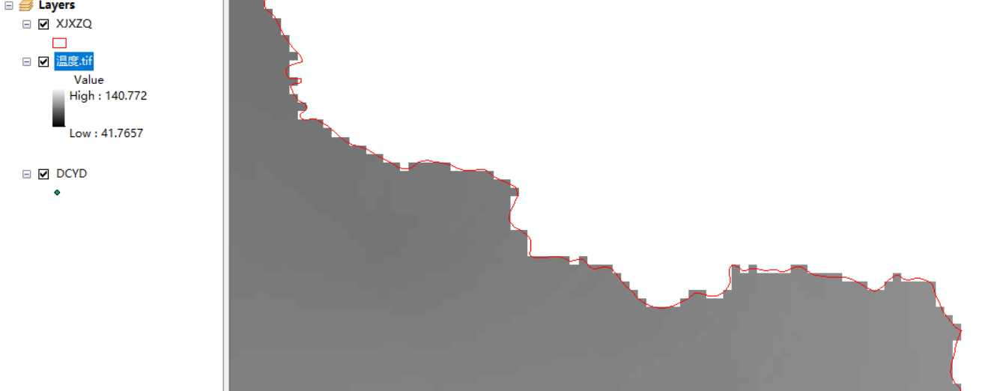 Layers
XJXZQ
温度.tif
Value
High : 140.772
Low : 41.7657
DCYD